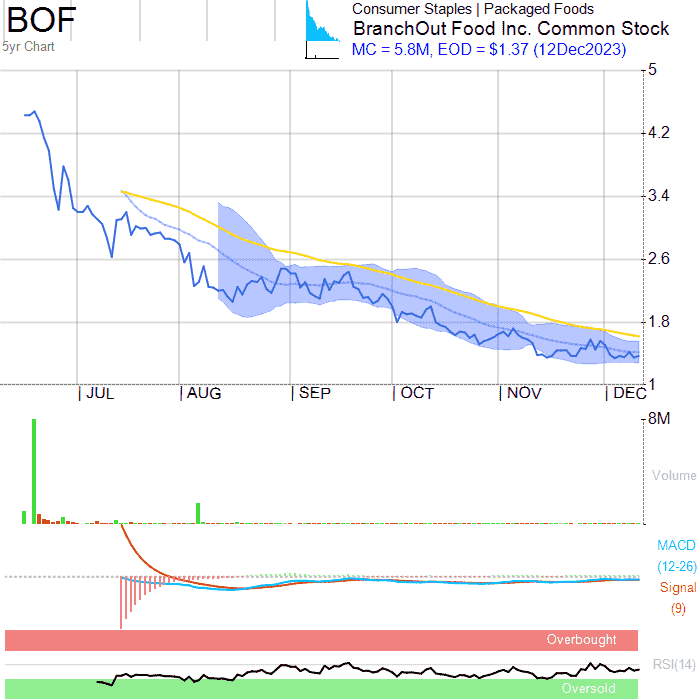 BOF
5yr Chart
Consumer Staples | Packaged Foods
BranchOut Food Inc. Common Stock
MC = 5.8M, EOD = $1.37 (12Dec2023)
5
4.2
3.4
2.6
1.8
1
| JUL | AUG | SEP | OCT | NOV | DEC
8M
Volume
MACD
(12-26)
Signal
(9)
Overbought
RSI(14)
Oversold